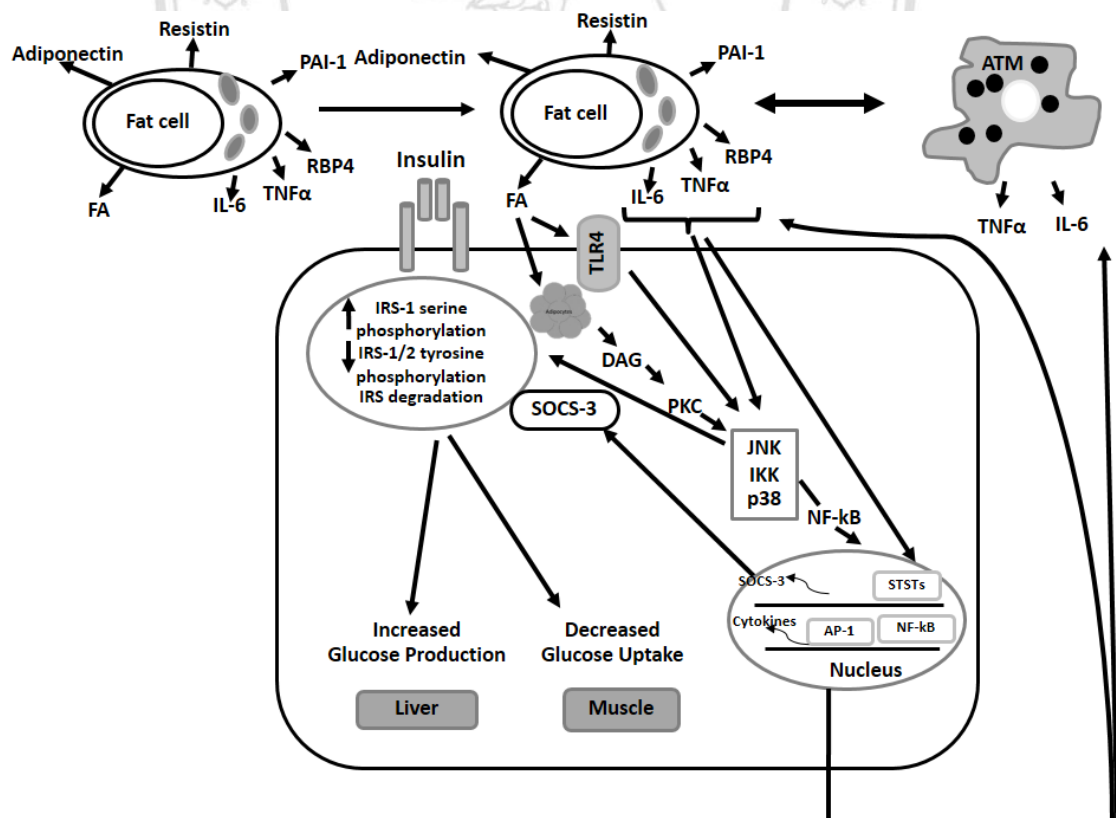 Resistin
Adiponectin
PAI-1
Fat cell
RBP4
TNFα
IL-6
FA
Resistin
Adiponectin
PAI-1
Fat cell
RBP4
TNFα
IL-6
FA
ATM
TNFα
IL-6
Insulin
TLR4
IRS-1 serine
phosphorylation
IRS-1/2 tyrosine
phosphorylation
IRS degradation
Adiponectin
DAG
PKC
SOCS-3
JNK
IKK
p38
NF-kB
SOCS-3
STSTs
Cytokines
AP-1
NF-kB
Nucleus
Increased
Glucose Production
Decreased
Glucose Uptake
Liver
Muscle